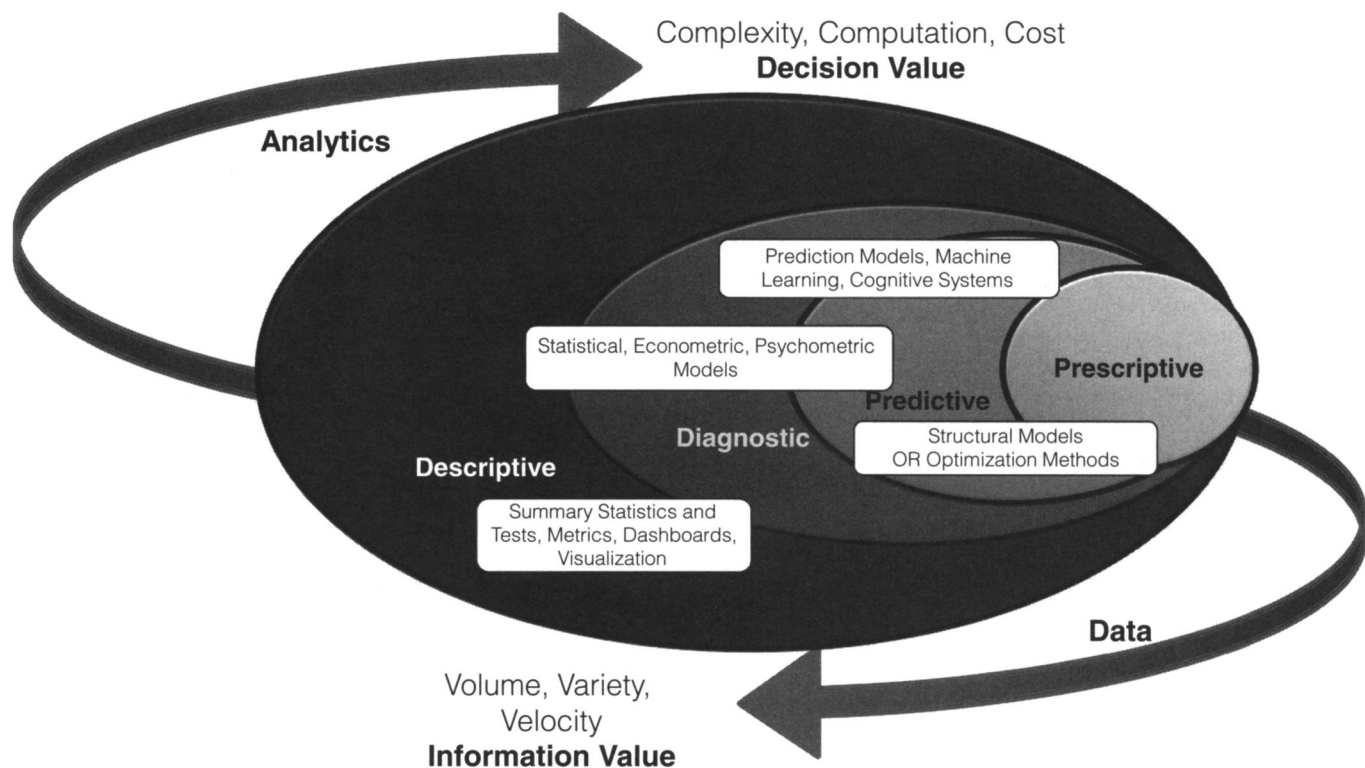 Complexity, Computation, Cost
Decision Value
Analytics
Prediction Models, Machine
Learning, Cognitive Systems
Statistical, Econometric, Psychometric
Models
Prescriptive
Predictive
Diagnostic
Structural Models
OR Optimization Methods
Descriptive
Summary Statistics and
Tests, Metrics, Dashboards,
Visualization
Data
Volume, Variety,
Velocity
Information Value